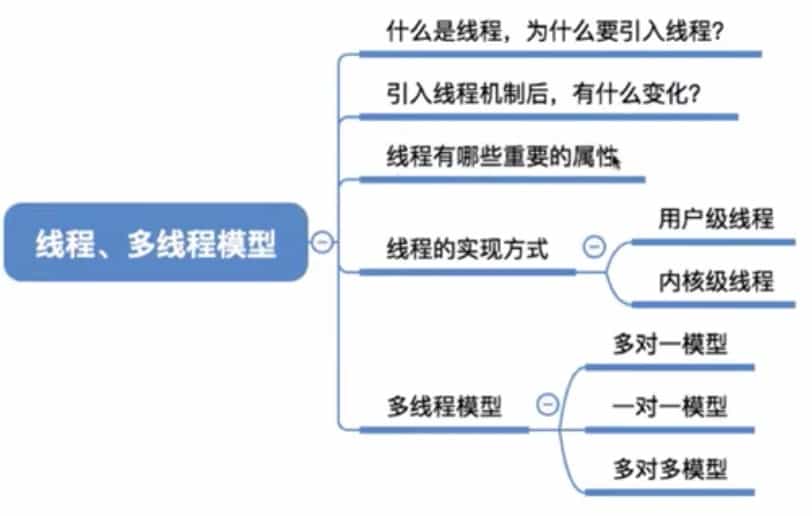 什么是线程，为什么要引入线程？
引入线程机制后，有什么变化？
线程有哪些重要的属性
线程、多线程模型
线程的实现方式
用户级线程
内核级线程
多线程模型
多对一模型
一对一模型
多对多模型